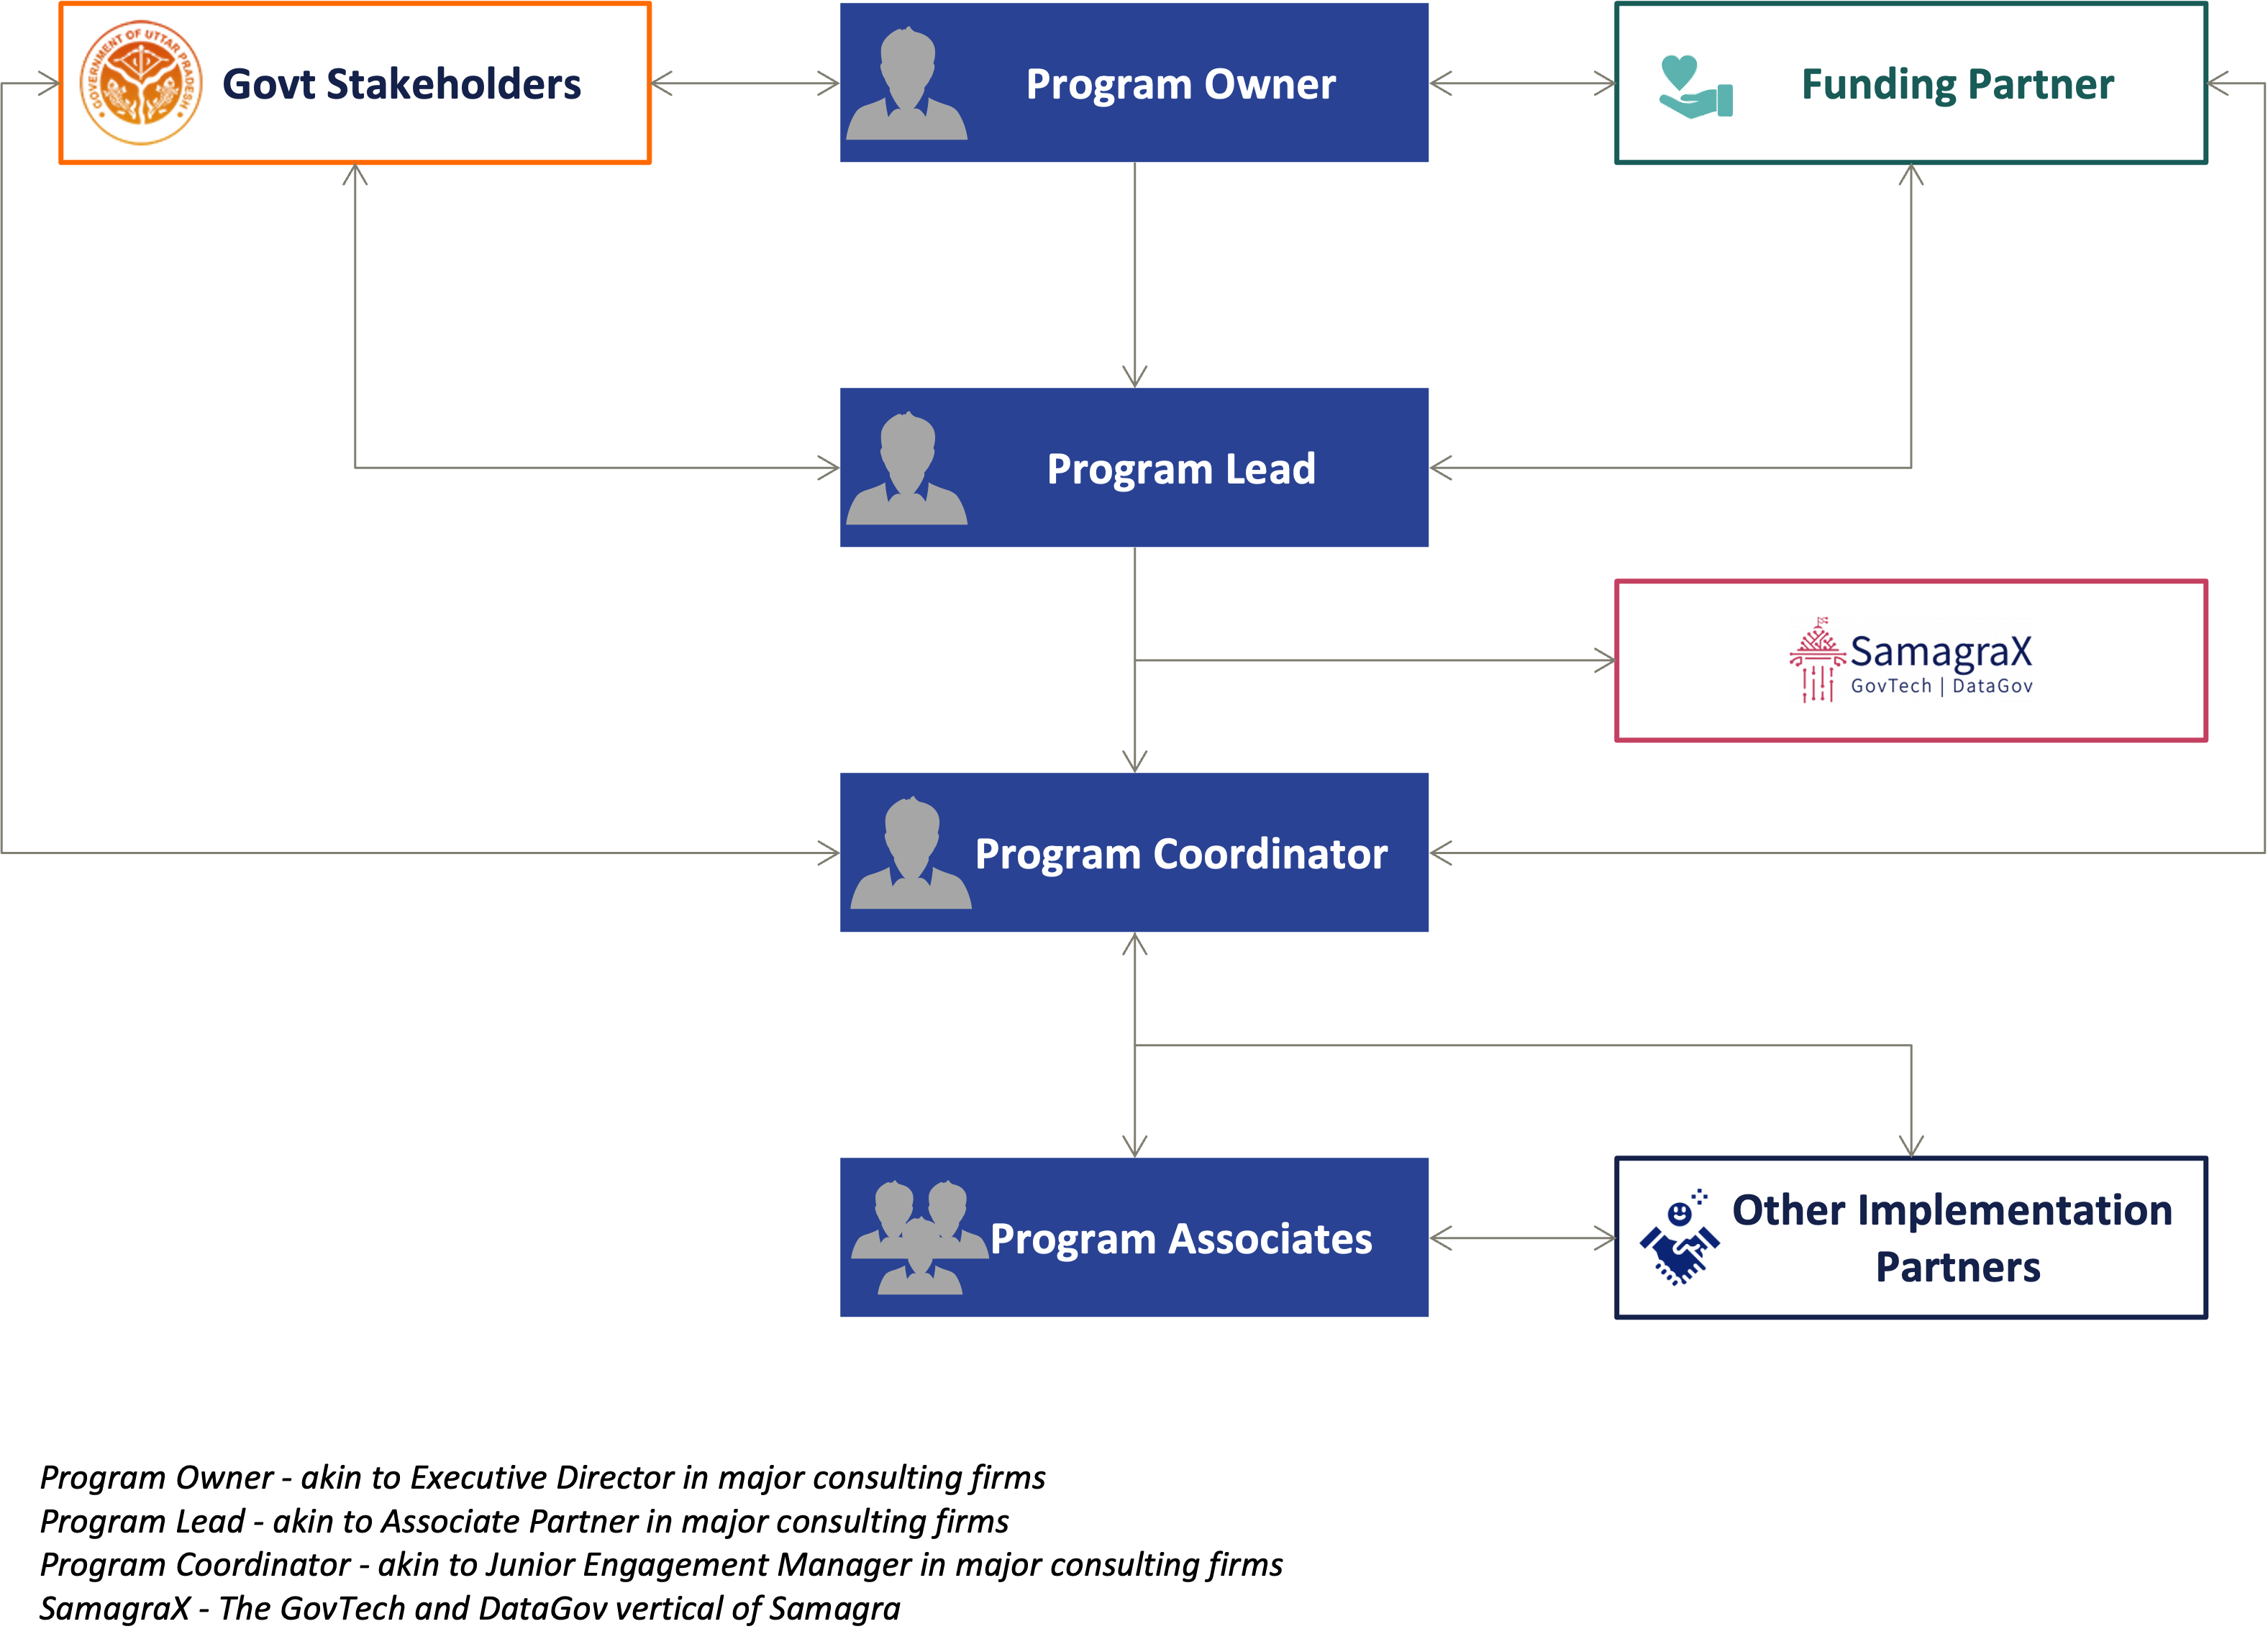 GOVERNMENT OF UTTAR PRADESH
Govt Stakeholders
Program Owner
Funding Partner
Program Lead
SamagraX
GovTech | DataGov
Program Coordinator
Program Associates
Other Implementation
Partners
Program Owner - akin to Executive Director in major consulting firms
Program Lead - akin to Associate Partner in major consulting firms
Program Coordinator - akin to Junior Engagement Manager in major consulting firms
SamagraX - The GovTech and DataGov vertical of Samagra